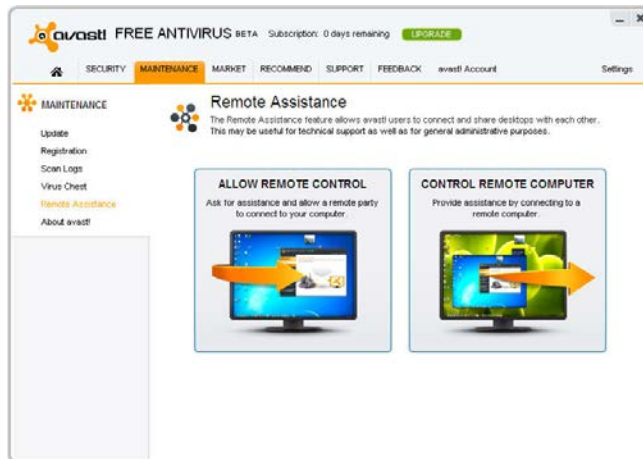 avast! FREE ANTIVIRUS BETA Subscription: 0 days remaining UPGRADE
SECURITY MAINTENANCE MARKET RECOMMEND SUPPORT FEEDBACK avast! Account Settings
MAINTENANCE
Update
Registration
Scan Logs
Virus Chest
Remote Assistance
About avast!
Remote Assistance
The Remote Assistance feature allows avast! users to connect and share desktops with each other.
This may be useful for technical support as well as for general administrative purposes.
ALLOW REMOTE CONTROL
Ask for assistance and allow a remote party
to connect to your computer.
CONTROL REMOTE COMPUTER
Provide assistance by connecting to a
remote computer.